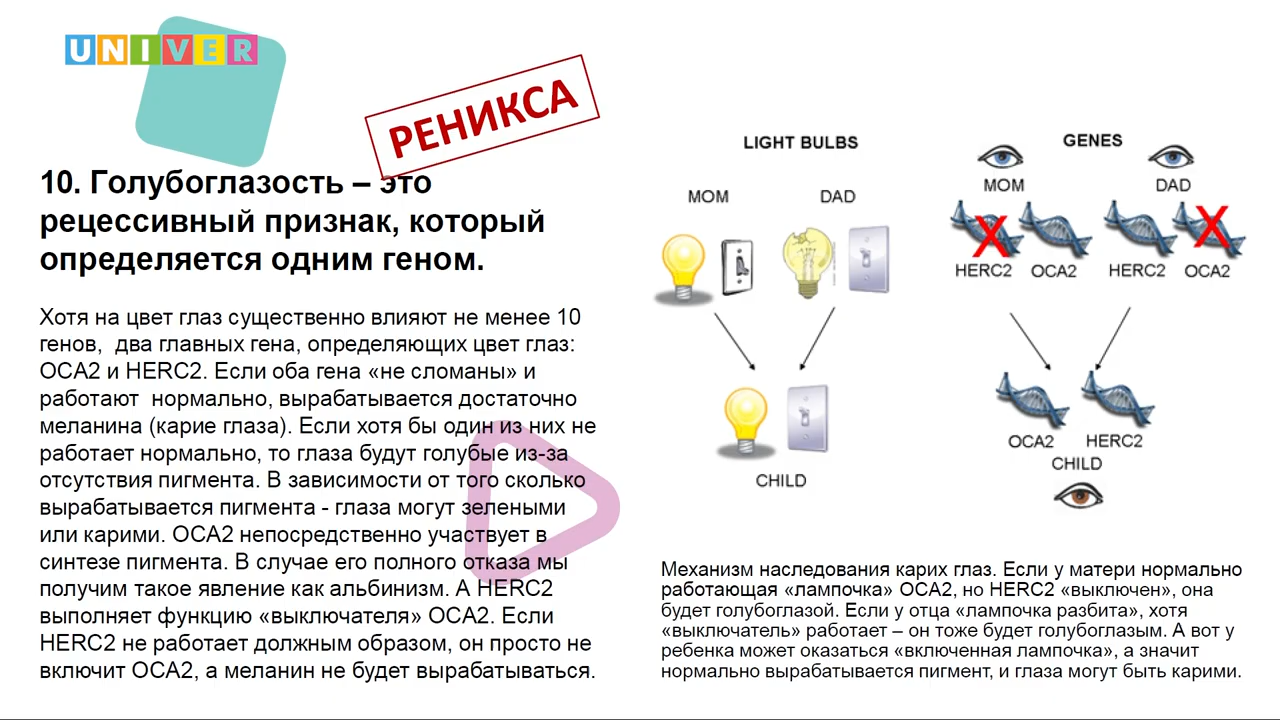 UNIVER
РЕНИКСА
10. Голубоглазость – это
рецессивный признак, который
определяется одним геном.
Хотя на цвет глаз существенно влияют не менее 10
генов, два главных гена, определяющих цвет глаз:
OCA2 и HERC2. Если оба гена «не сломаны» и
работают нормально, вырабатывается достаточно
меланина (карие глаза). Если хотя бы один из них не
работает нормально, то глаза будут голубые из-за
отсутствия пигмента. В зависимости от того сколько
вырабатывается пигмента - глаза могут зелеными
или карими. OCA2 непосредственно участвует в
синтезе пигмента. В случае его полного отказа мы
получим такое явление как альбинизм. А HERC2
выполняет функцию «выключателя» OCA2. Если
HERC2 не работает должным образом, он просто не
включит OCA2, а меланин не будет вырабатываться.
LIGHT BULBS
MOM DAD
CHILD
GENES
MOM DAD
HERC2 OCA2 HERC2 OCA2
OCA2 HERC2
CHILD
Механизм наследования карих глаз. Если у матери нормально
работающая «лампочка» OCA2, но HERC2 «выключен», она
будет голубоглазой. Если у отца «лампочка разбита», хотя
«выключатель» работает – он тоже будет голубоглазым. А вот у
ребенка может оказаться «включенная лампочка», а значит
нормально вырабатывается пигмент, и глаза могут быть карими.